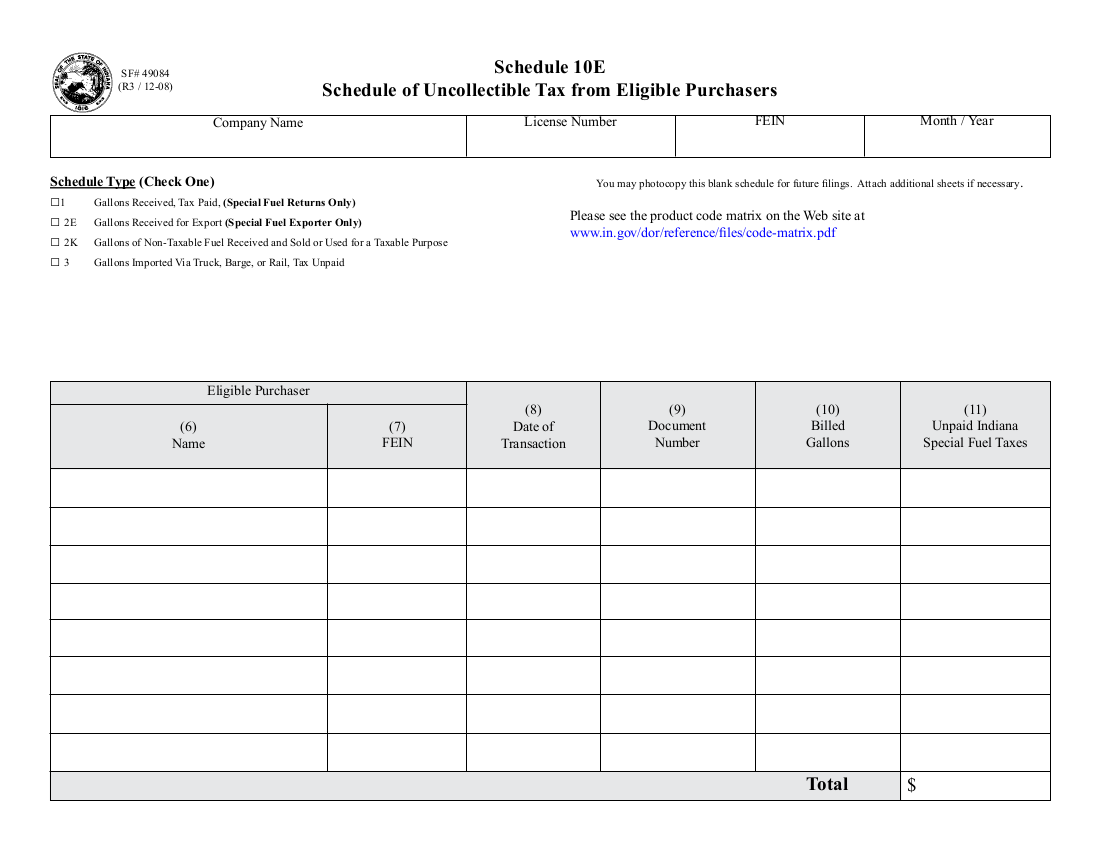 SEAL OF THE STATE OF INDIANA
1816
SF# 49084
(R3 / 12-08)
Schedule 10E
Schedule of Uncollectible Tax from Eligible Purchasers
Company Name
License Number
FEIN
Month / Year
Schedule Type (Check One)
You may photocopy this blank schedule for future filings. Attach additional sheets if necessary.
☐1 Gallons Received, Tax Paid, (Special Fuel Returns Only)
☐ 2E Gallons Received for Export (Special Fuel Exporter Only)
☐ 2K Gallons of Non-Taxable Fuel Received and Sold or Used for a Taxable Purpose
☐ 3 Gallons Imported Via Truck, Barge, or Rail, Tax Unpaid
Please see the product code matrix on the Web site at
www.in.gov/dor/reference/files/code-matrix.pdf
Eligible Purchaser
(6)
Name
(7)
FEIN
(8)
Date of
Transaction
(9)
Document
Number
(10)
Billed
Gallons
(11)
Unpaid Indiana
Special Fuel Taxes
Total $